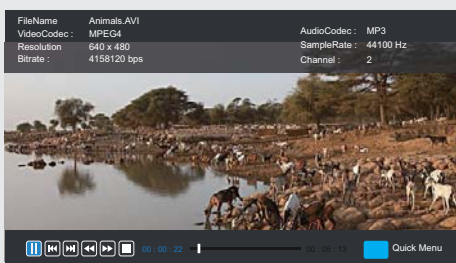 FileName Animals.AVI
VideoCodec : MPEG4
Resolution 640 x 480
Bitrate : 4158120 bps
AudioCodec : MP3
SampleRate : 44100 Hz
Channel : 2
00 : 00 : 22
00 : 05 : 13
Quick Menu